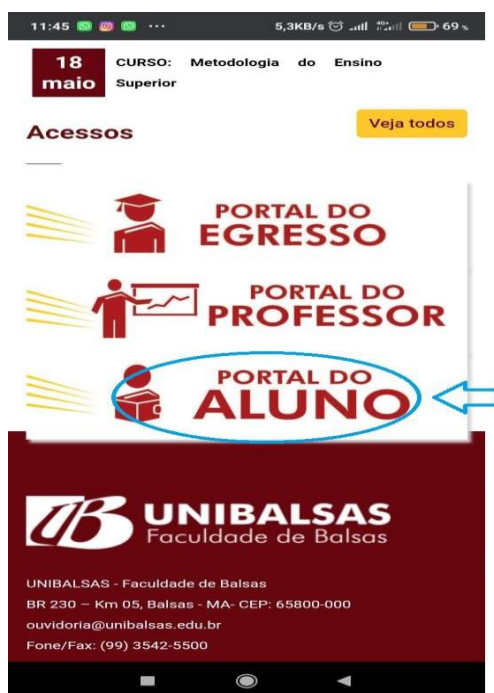 11:45 ... 5,3KB/s 69%
18 maio
CURSO: Metodologia do Ensino
Superior
Acessos
Veja todos
PORTAL DO
EGRESSO
PORTAL DO
PROFESSOR
PORTAL DO
ALUNO
UB UNIBALSAS
Faculdade de Balsas
UNIBALSAS - Faculdade de Balsas
BR 230 – Km 05, Balsas - MA- CEP: 65800-000
ouvidoria@unibalsas.edu.br
Fone/Fax: (99) 3542-5500